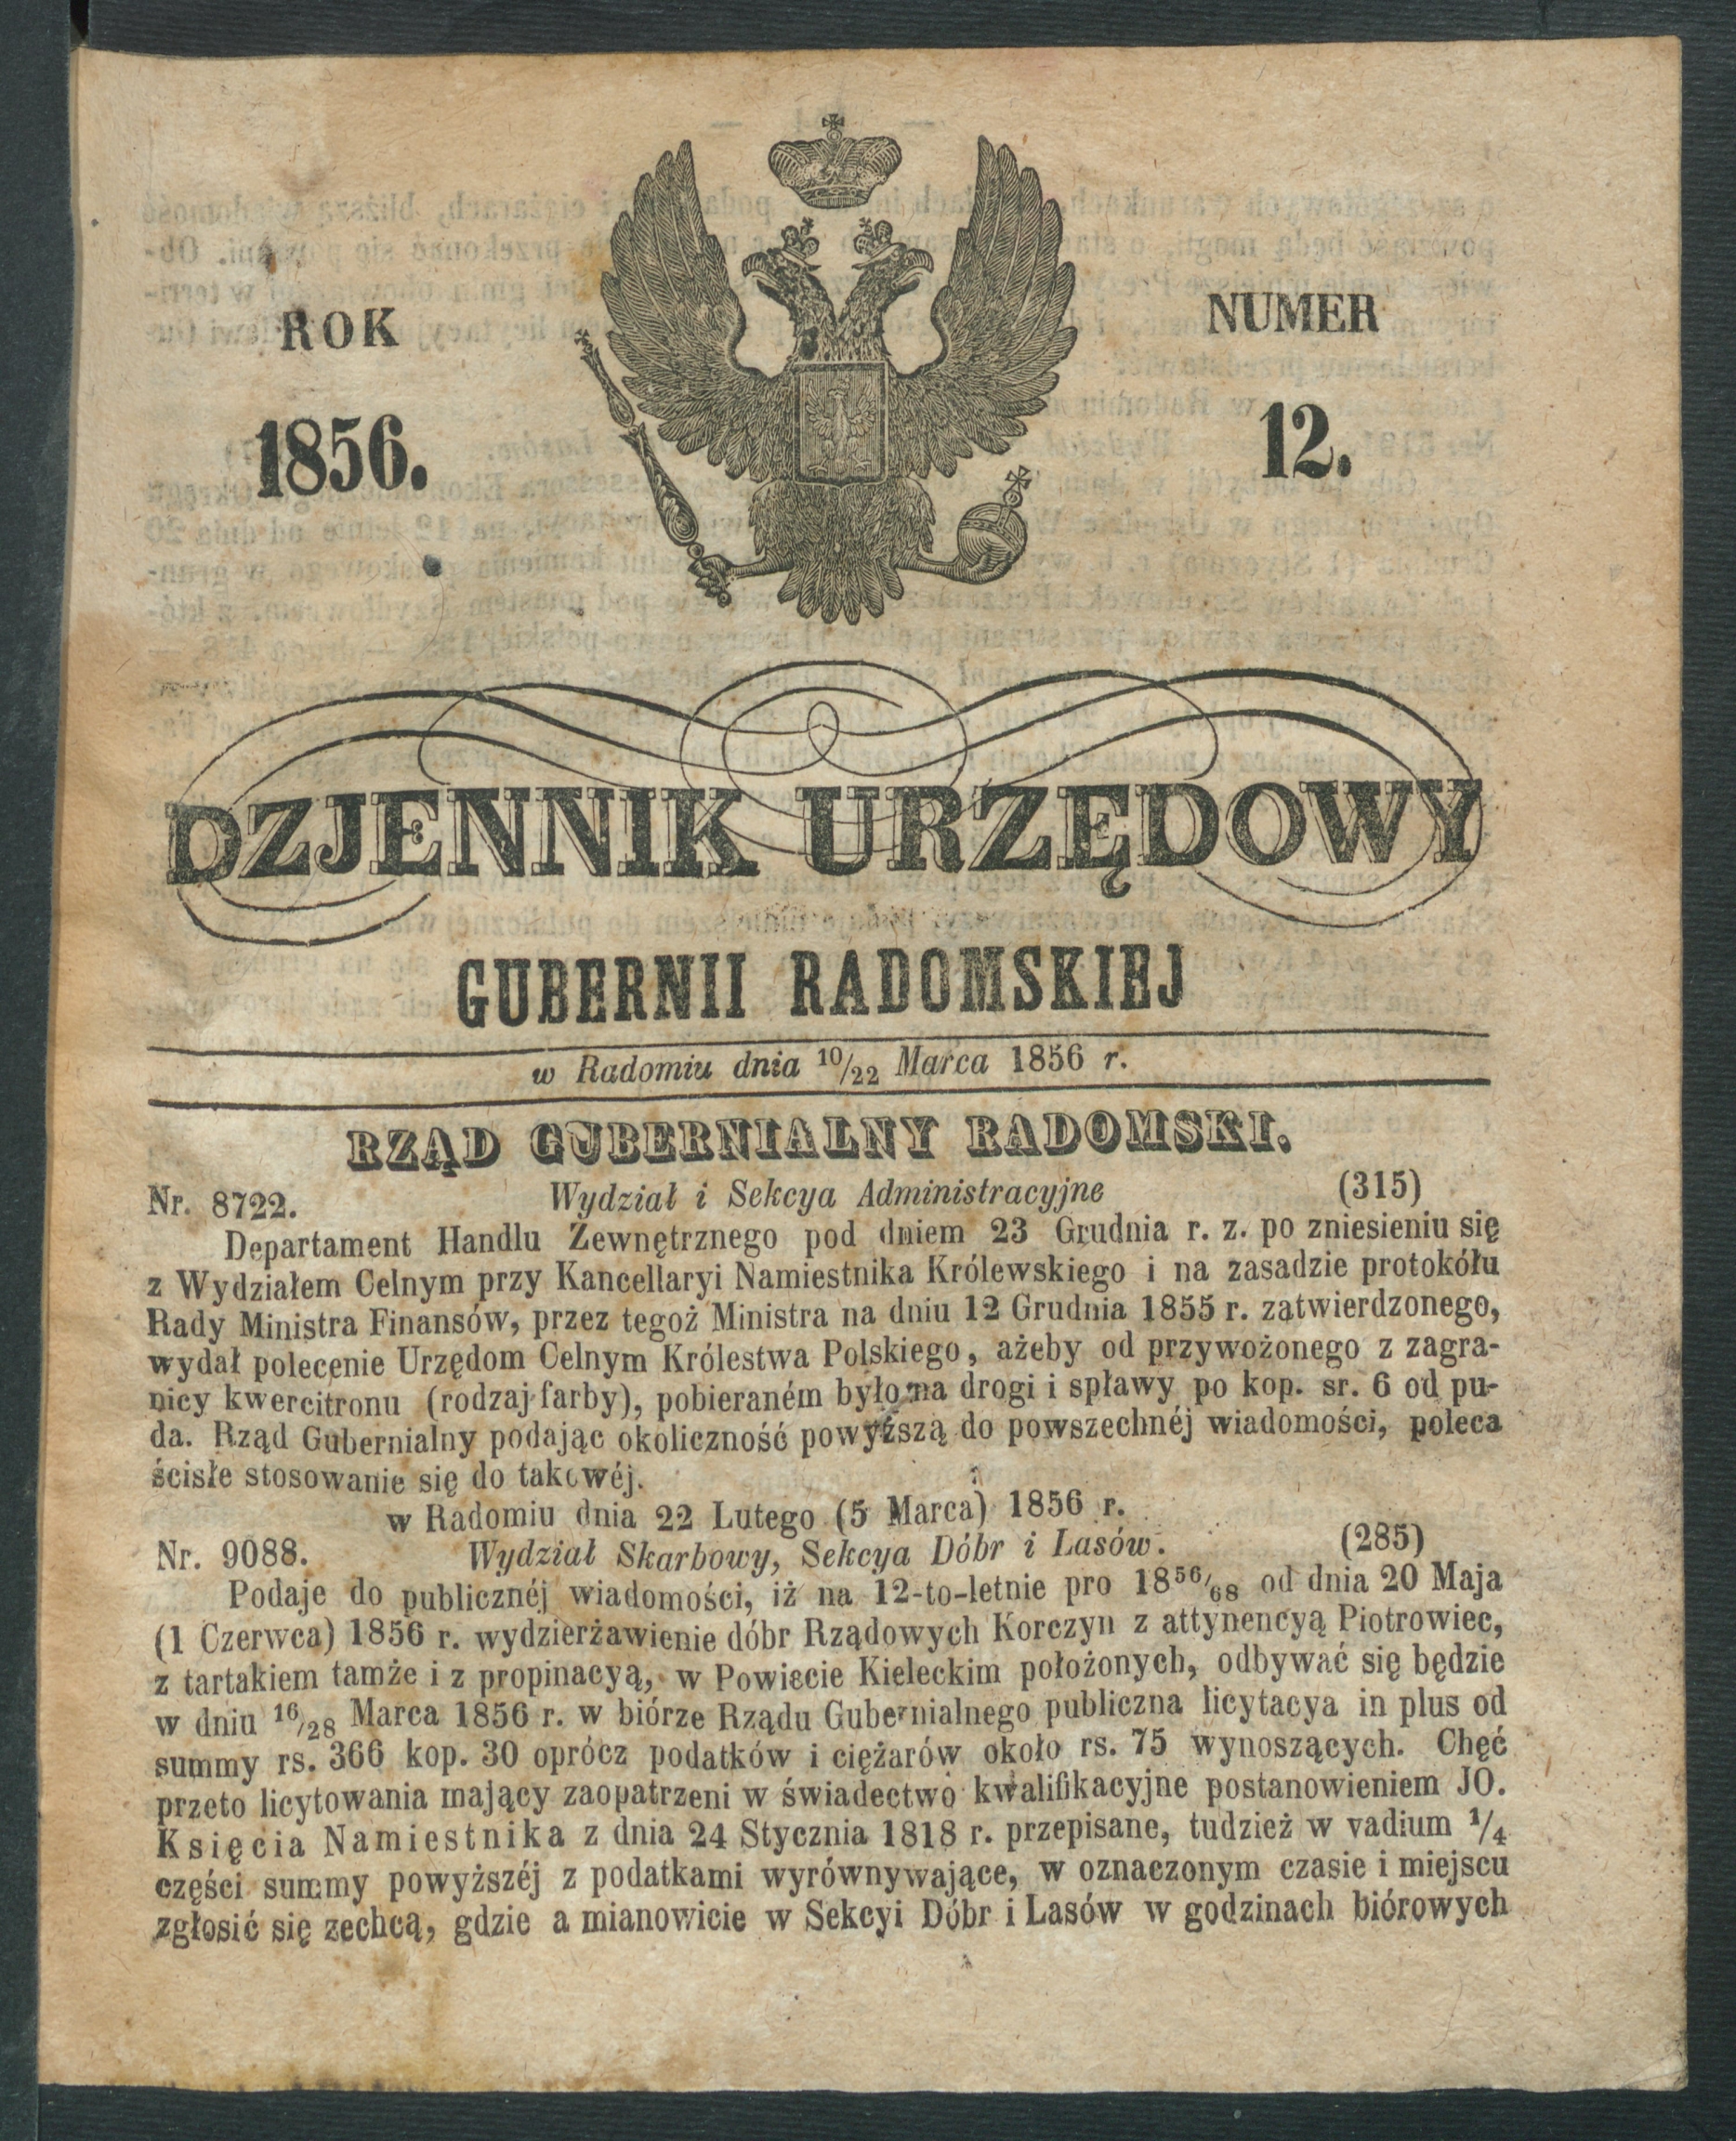 ROK
1856.
NUMER
12.
DZJENNIK URZĘDOWY
GUBERNII RADOMSKIEJ
w Radomiu dnia 10/22 Marca 1856 r.
RZĄD GUBERNIALNY RADOMSKI.
Nr. 8722. Wydział i Sekcya Administracyjne (315)
Departament Handlu Zewnętrznego pod dniem 23 Grudnia r. z. po zniesieniu się
z Wydziałem Celnym przy Kancellaryi Namiestnika Królewskiego i na zasadzie protokółu
Rady Ministra Finansów, przez tegoż Ministra na dniu 12 Grudnia 1855 r. zatwierdzonego,
wydał polecenie Urzędom Celnym Królestwa Polskiego, ażeby od przywożonego z zagra-
nicy kwercitronu (rodzaj farby), pobieraném było na drogi i spławy po kop. sr. 6 od pu-
da. Rząd Gubernialny podając okoliczność powyższą do powszechnéj wiadomości, poleca
ścisłe stosowanie się do takowéj.
w Radomiu dnia 22 Lutego (5 Marca) 1856 r.
Nr. 9088. Wydział Skarbowy, Sekcya Dóbr i Lasów. (285)
Podaje do publicznéj wiadomości, iż na 12-to-letnie pro 1856/68 od dnia 20 Maja
(1 Czerwca) 1856 r. wydzierżawienie dóbr Rządowych Korczyn z attynencyą Piotrowiec,
z tartakiem tamże i z propinacyą, w Powiecie Kieleckim położonych, odbywać się będzie
w dniu 16/28 Marca 1856 r. w biórze Rządu Gubernialnego publiczna licytacya in plus od
summy rs. 366 kop. 30 oprócz podatków i ciężarów około rs. 75 wynoszących. Chęć
przeto licytowania mający zaopatrzeni w świadectwo kwalifikacyjne postanowieniem JO.
Księcia Namiestnika z dnia 24 Stycznia 1818 r. przepisane, tudzież w vadium 1/4
części summy powyższéj z podatkami wyrównywające, w oznaczonym czasie i miejscu
zgłosić się zechcą, gdzie a mianowicie w Sekcyi Dóbr i Lasów w godzinach biórowych